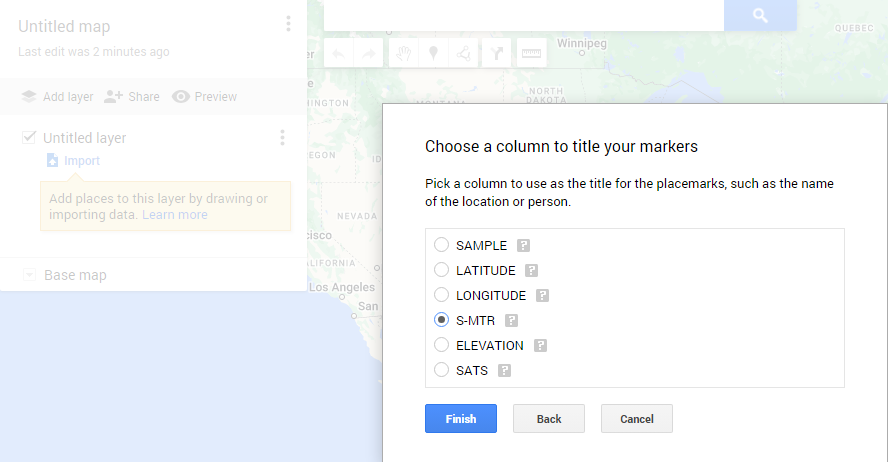 Untitled map
Last edit was 2 minutes ago
Add layer Share Preview
Untitled layer
Import
Add places to this layer by drawing or
importing data. Learn more
Base map
Winnipeg
QUEBEC
NORTH
DAKOTA
MONTANA
NEVADA
Los Angeles
San
Choose a column to title your markers
Pick a column to use as the title for the placemarks, such as the name
of the location or person.
SAMPLE ?
LATITUDE ?
LONGITUDE ?
S-MTR ?
ELEVATION ?
SATS ?
Finish Back Cancel